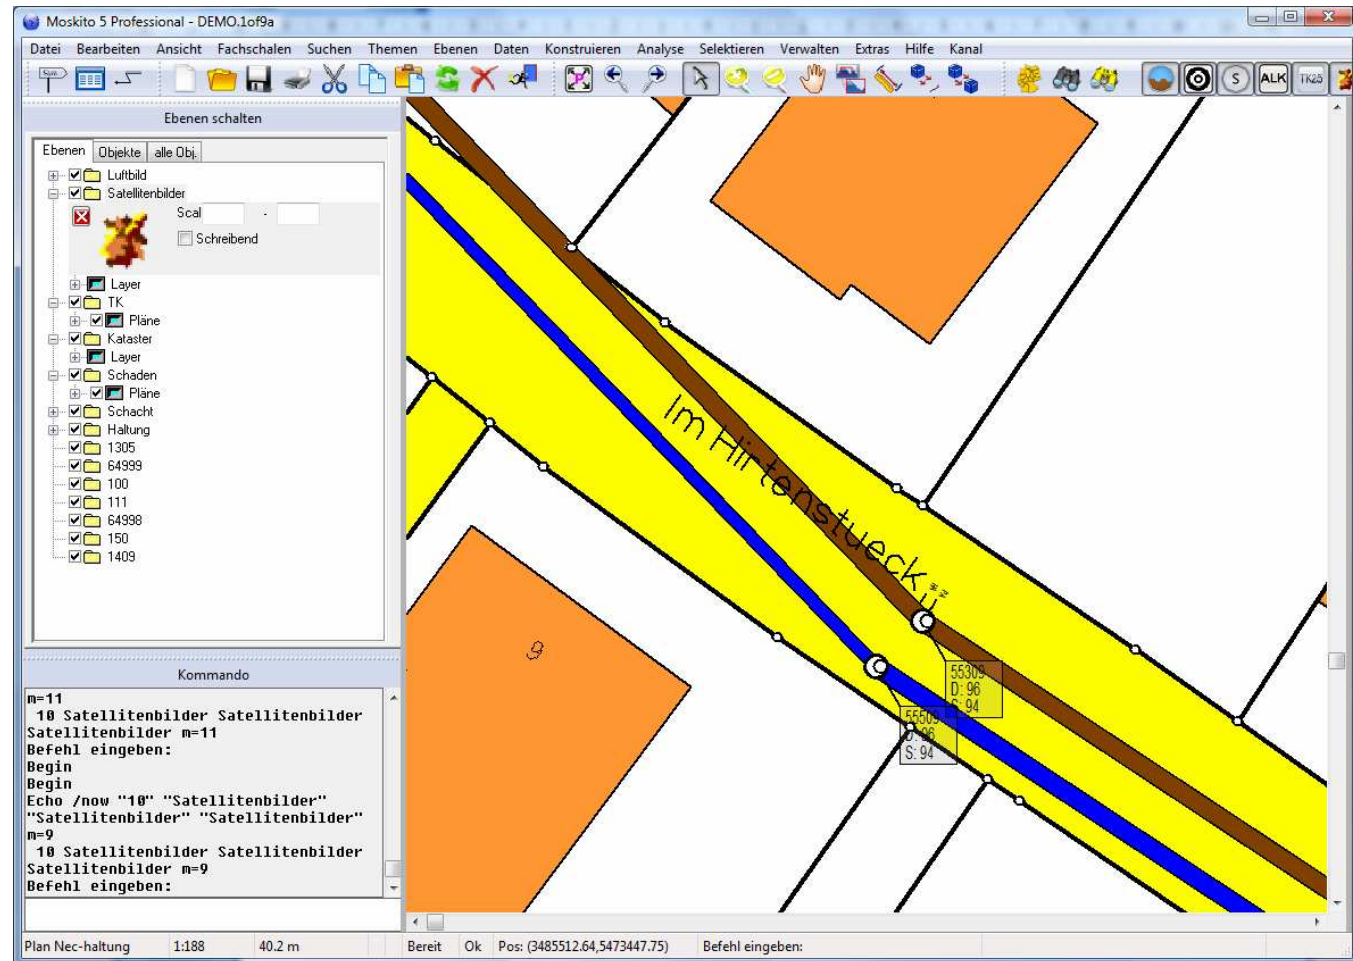 Moskito 5 Professional - DEMO.1of9a
Datei Bearbeiten Ansicht Fachschalen Suchen Themen Ebenen Daten Konstruieren Analyse Selektieren Verwalten Extras Hilfe Kanal
S ALK TK25
Ebenen schalten
Ebenen Objekte alle Obj.
Luftbild
Satellitenbilder
Scal -
Schreibend
Layer
TK
Pläne
Kataster
Layer
Schaden
Pläne
Schacht
Haltung
1305
64999
100
111
64998
150
1409
Im Hirtenstueck
9
55309
D: 96
S: 94
55509
D: 96
S: 94
Kommando
m=11
10 Satellitenbilder Satellitenbilder
Satellitenbilder m=11
Befehl eingeben:
Begin
Begin
Echo /now "10" "Satellitenbilder"
"Satellitenbilder" "Satellitenbilder"
m=9
10 Satellitenbilder Satellitenbilder
Satellitenbilder m=9
Befehl eingeben:
Plan Nec-haltung 1:188 40.2 m Bereit Ok Pos: (3485512.64,5473447.75) Befehl eingeben: